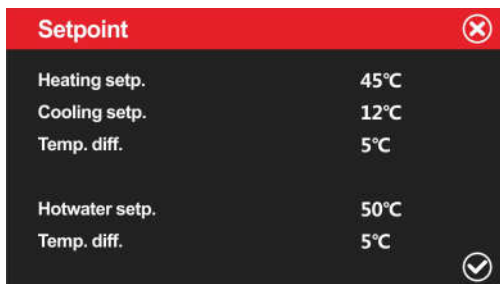 Setpoint
Heating setp. 45℃
Cooling setp. 12℃
Temp. diff. 5℃
Hotwater setp. 50℃
Temp. diff. 5℃